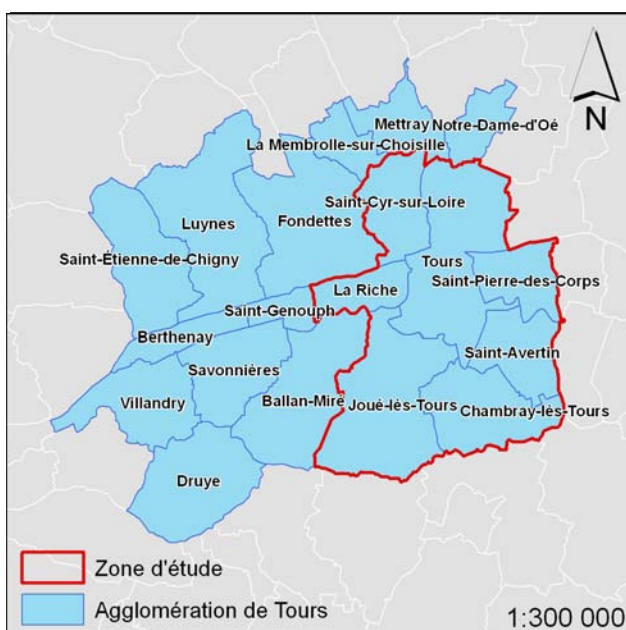 N
Mettray
Notre-Dame-d'Oé
La Membrolle-sur-Choisille
Saint-Cyr-sur-Loire
Luynes
Fondettes
Saint-Étienne-de-Chigny
Tours
Saint-Pierre-des-Corps
La Riche
Saint-Genouph
Berthenay
Saint-Avertin
Savonnières
Villandry
Ballan-Miré
Joué-lès-Tours
Chambray-lès-Tours
Druye
Zone d'étude
Agglomération de Tours
1:300 000